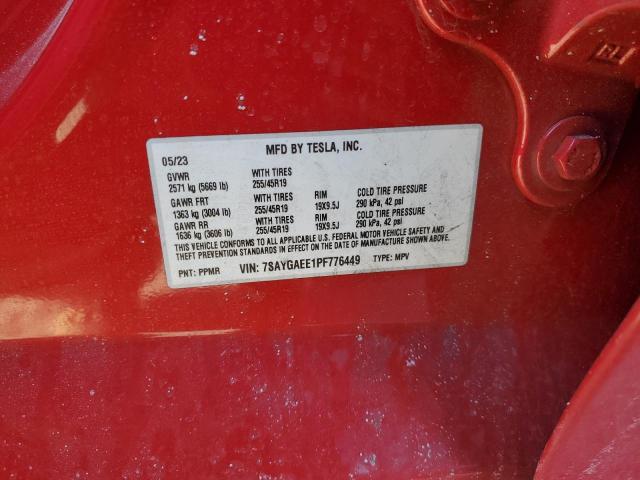 MFD BY TESLA, INC.
05/23
GVWR WITH TIRES
2571 kg (5669 lb) 255/45R19
GAWR FRT WITH TIRES RIM COLD TIRE PRESSURE
1363 kg (3004 lb) 255/45R19 19X9.5J 290 kPa, 42 psi
GAWR RR WITH TIRES RIM COLD TIRE PRESSURE
1636 kg (3606 lb) 255/45R19 19X9.5J 290 kPa, 42 psi
THIS VEHICLE CONFORMS TO ALL APPLICABLE U.S. FEDERAL MOTOR VEHICLE SAFETY AND
THEFT PREVENTION STANDARDS IN EFFECT ON THE DATE OF MANUFACTURE SHOWN ABOVE.
PNT: PPMR VIN: 7SAYGAEE1PF776449 TYPE: MPV